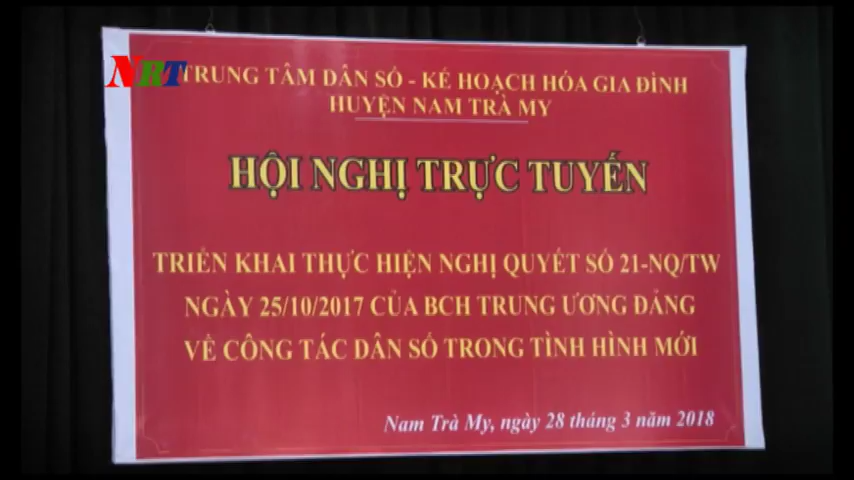 NRT
TRUNG TÂM DÂN SỐ - KẾ HOẠCH HÓA GIA ĐÌNH
HUYỆN NAM TRÀ MY
HỘI NGHỊ TRỰC TUYẾN
TRIỂN KHAI THỰC HIỆN NGHỊ QUYẾT SỐ 21-NQ/TW
NGÀY 25/10/2017 CỦA BCH TRUNG ƯƠNG ĐẢNG
VỀ CÔNG TÁC DÂN SỐ TRONG TÌNH HÌNH MỚI
Nam Trà My, ngày 28 tháng 3 năm 2018